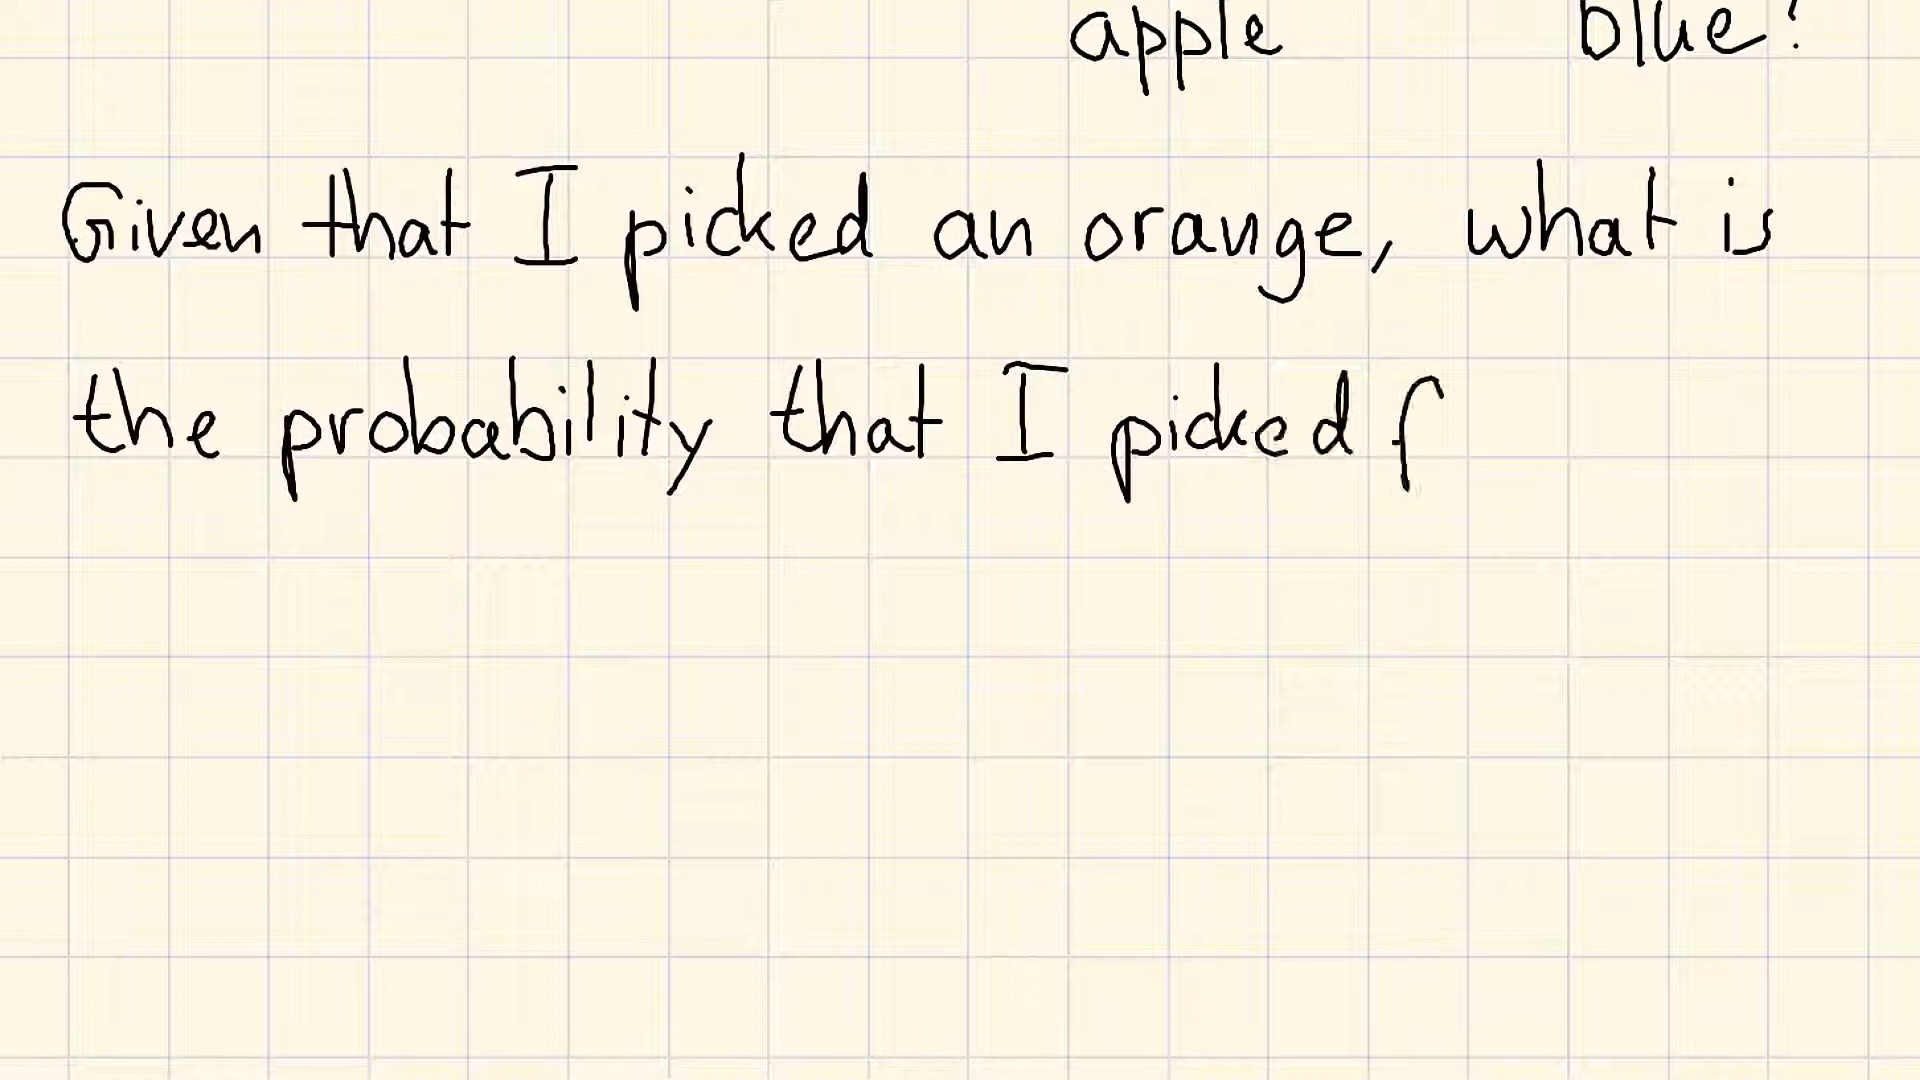 apple blue?
Given that I picked an orange, what is
the probability that I picked f